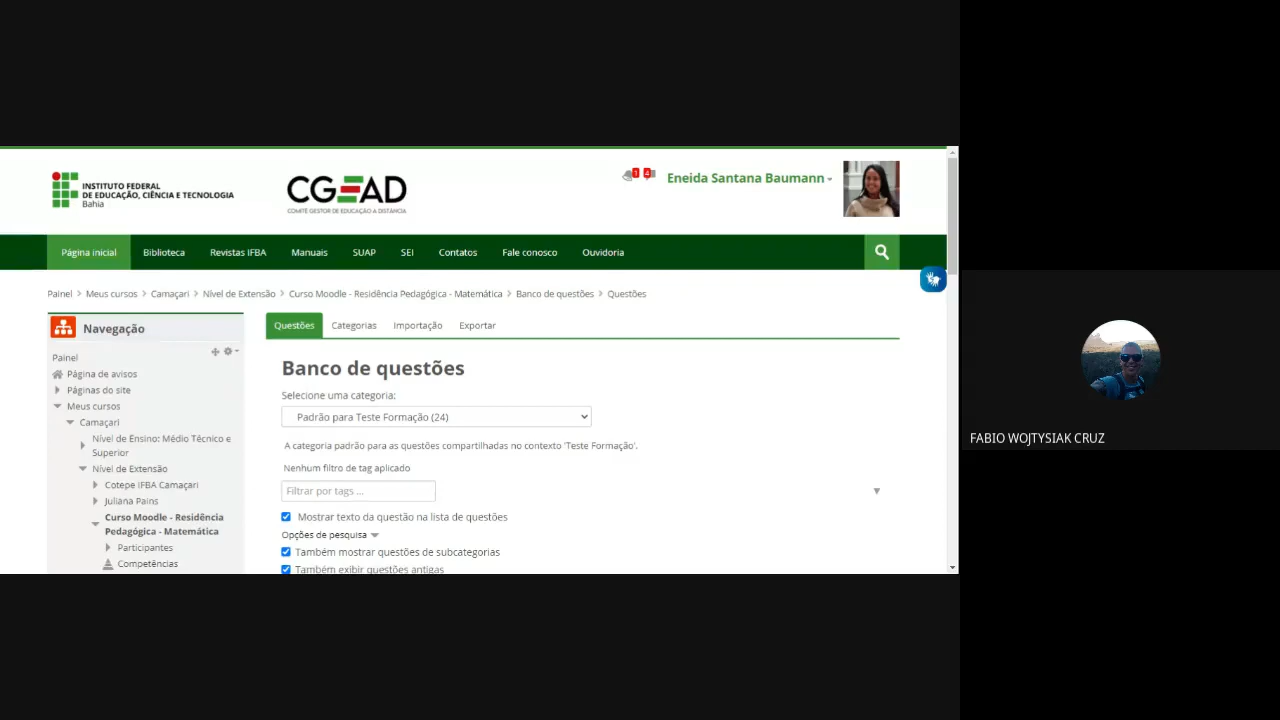 INSTITUTO FEDERAL
DE EDUCAÇÃO, CIÊNCIA E TECNOLOGIA
Bahia
CGEAD
COMITÊ GESTOR DE EDUCAÇÃO A DISTÂNCIA
1 4
Eneida Santana Baumann
Página inicial Biblioteca Revistas IFBA Manuais SUAP SEI Contatos Fale conosco Ouvidoria
Painel > Meus cursos > Camaçari > Nível de Extensão > Curso Moodle - Residência Pedagógica - Matemática > Banco de questões > Questões
Navegação
Painel
Página de avisos
Páginas do site
Meus cursos
Camaçari
Nível de Ensino: Médio Técnico e
Superior
Nível de Extensão
Cotepe IFBA Camaçari
Juliana Pains
Curso Moodle - Residência
Pedagógica - Matemática
Participantes
Competências
Questões Categorias Importação Exportar
Banco de questões
Selecione uma categoria:
Padrão para Teste Formação (24)
A categoria padrão para as questões compartilhadas no contexto 'Teste Formação'.
Nenhum filtro de tag aplicado
Filtrar por tags ...
Mostrar texto da questão na lista de questões
Opções de pesquisa
Também mostrar questões de subcategorias
Também exibir questões antigas
FABIO WOJTYSIAK CRUZ